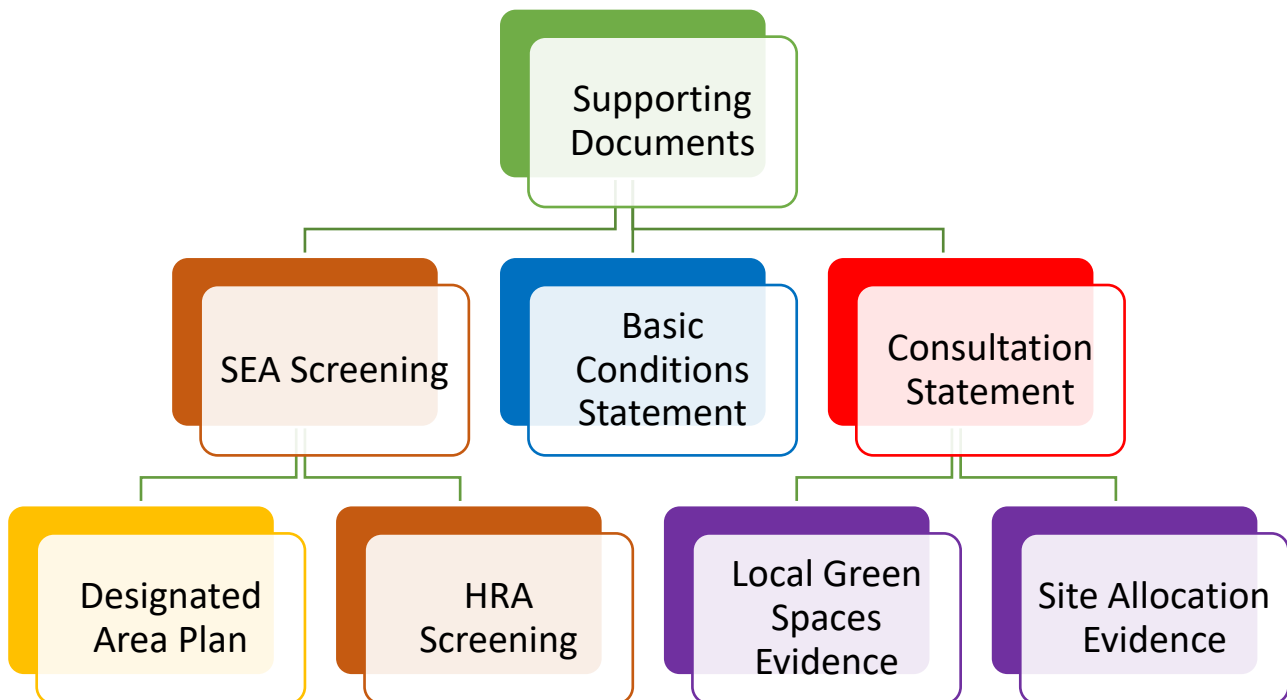 Supporting
Documents
SEA Screening
Basic
Conditions
Statement
Consultation
Statement
Designated
Area Plan
HRA
Screening
Local Green
Spaces
Evidence
Site Allocation
Evidence